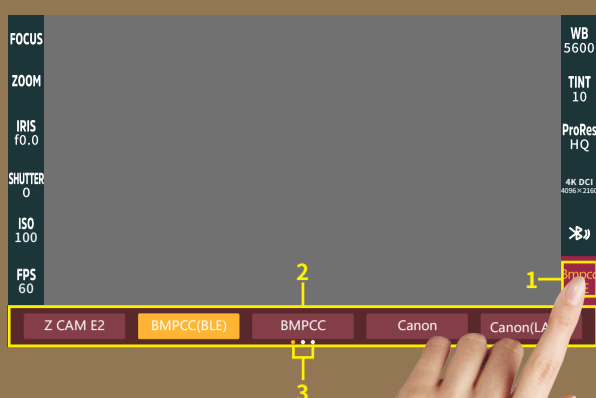 FOCUS
ZOOM
IRIS
f0.0
SHUTTER
0
ISO
100
FPS
60
WB
5600
TINT
10
ProRes
HQ
4K DCI
4096×2160
1
2
Z CAM E2
BMPCC(BLE)
BMPCC
Canon
3